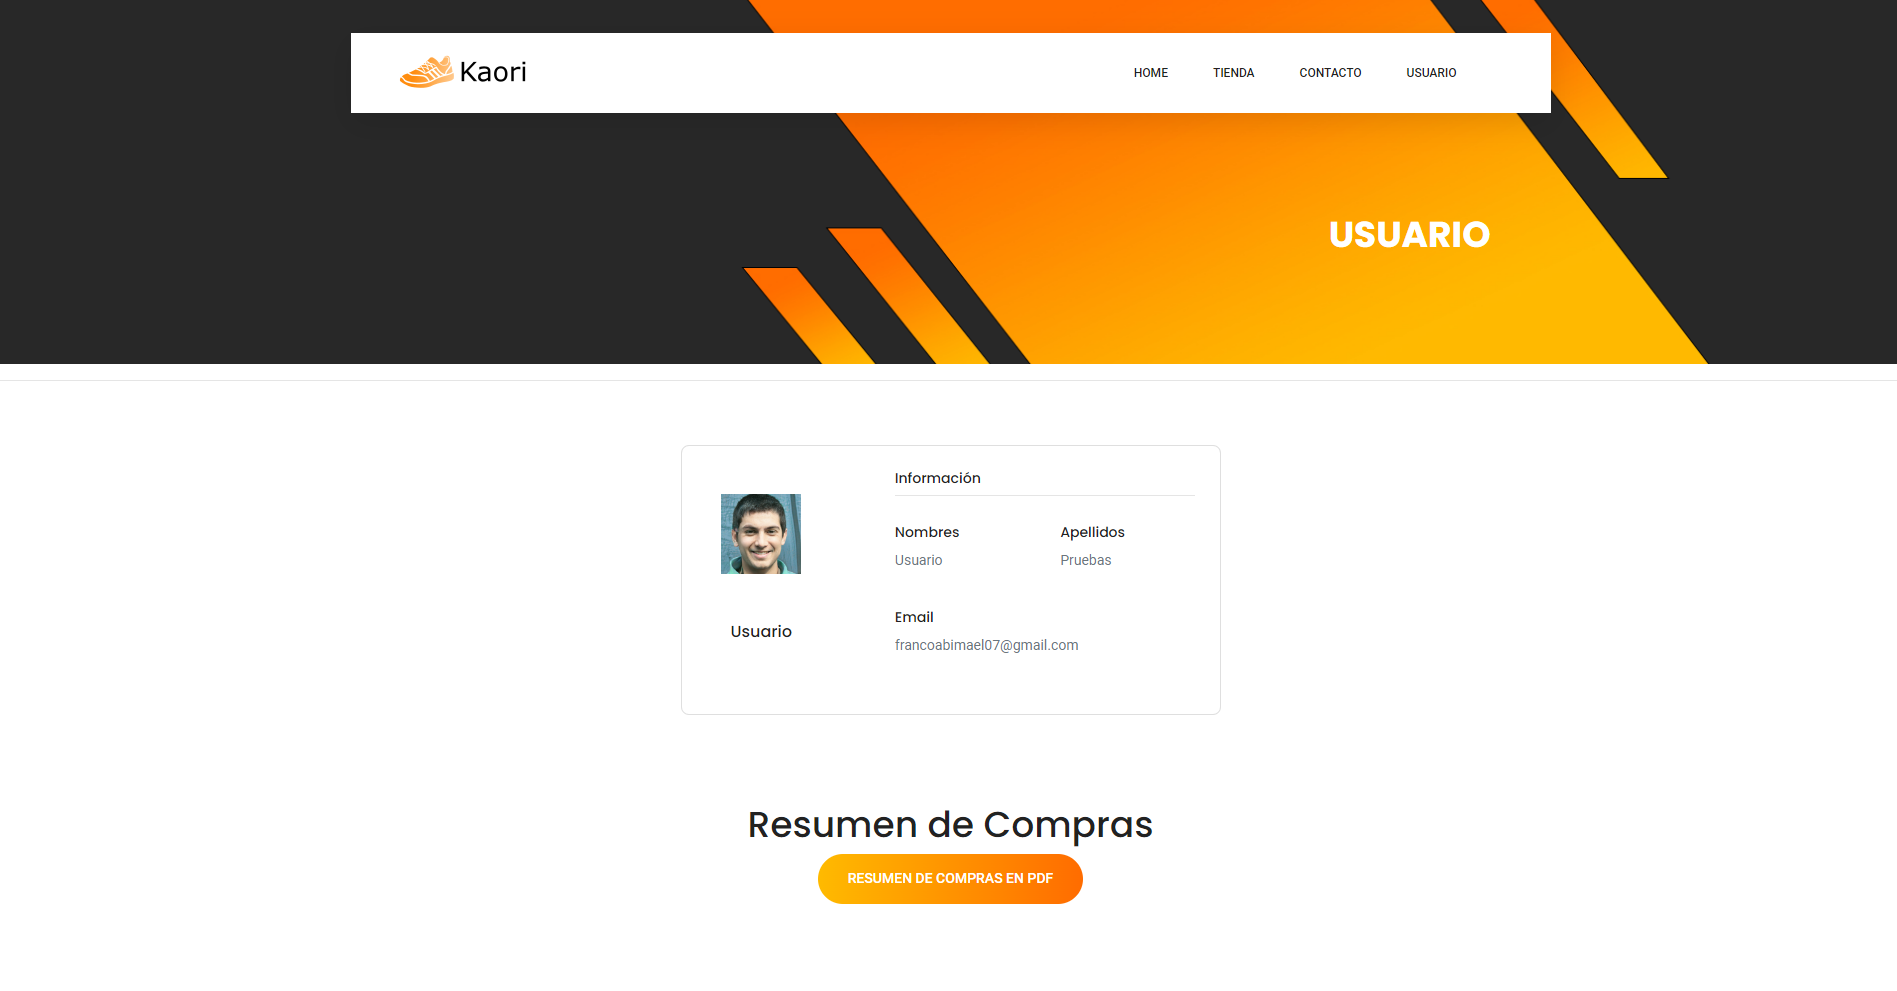 Kaori
HOME TIENDA CONTACTO USUARIO
USUARIO
Información
Nombres Apellidos
Usuario Pruebas
Usuario
Email
francoabimael07@gmail.com
Resumen de Compras
RESUMEN DE COMPRAS EN PDF